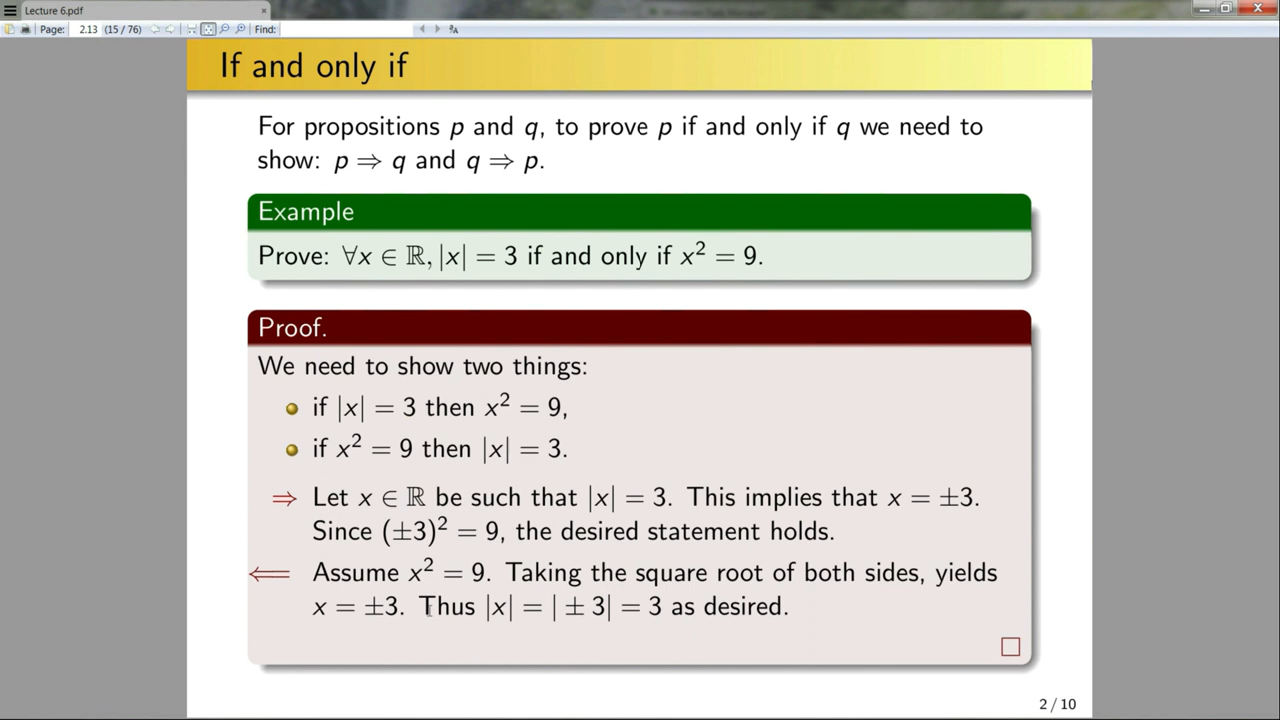 Lecture 6.pdf
Page: 2.13 (15 / 76) Find:
If and only if
For propositions p and q, to prove p if and only if q we need to
show: p ⇒ q and q ⇒ p.
Example
Prove: ∀x ∈ ℝ, |x| = 3 if and only if x² = 9.
Proof.
We need to show two things:
if |x| = 3 then x² = 9,
if x² = 9 then |x| = 3.
⇒ Let x ∈ ℝ be such that |x| = 3. This implies that x = ±3.
Since (±3)² = 9, the desired statement holds.
⟸ Assume x² = 9. Taking the square root of both sides, yields
x = ±3. Thus |x| = | ± 3| = 3 as desired.
□
2 / 10